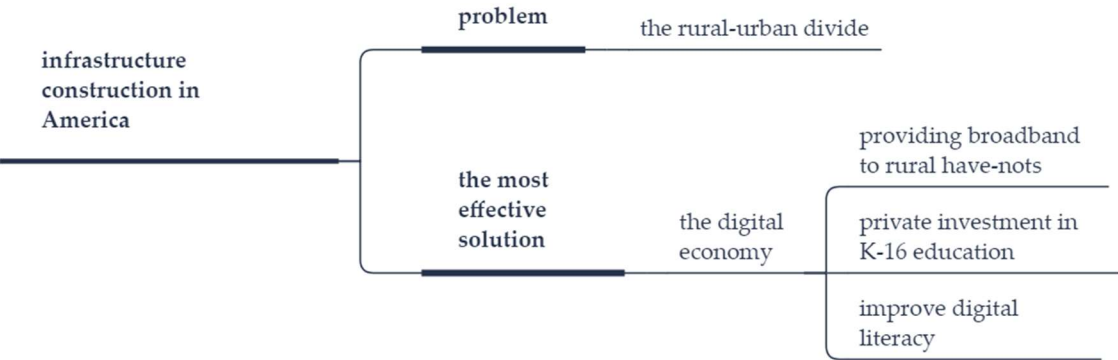 problem
the rural-urban divide
infrastructure
construction in
America
providing broadband
to rural have-nots
the most
effective
solution
the digital
economy
private investment in
K-16 education
improve digital
literacy